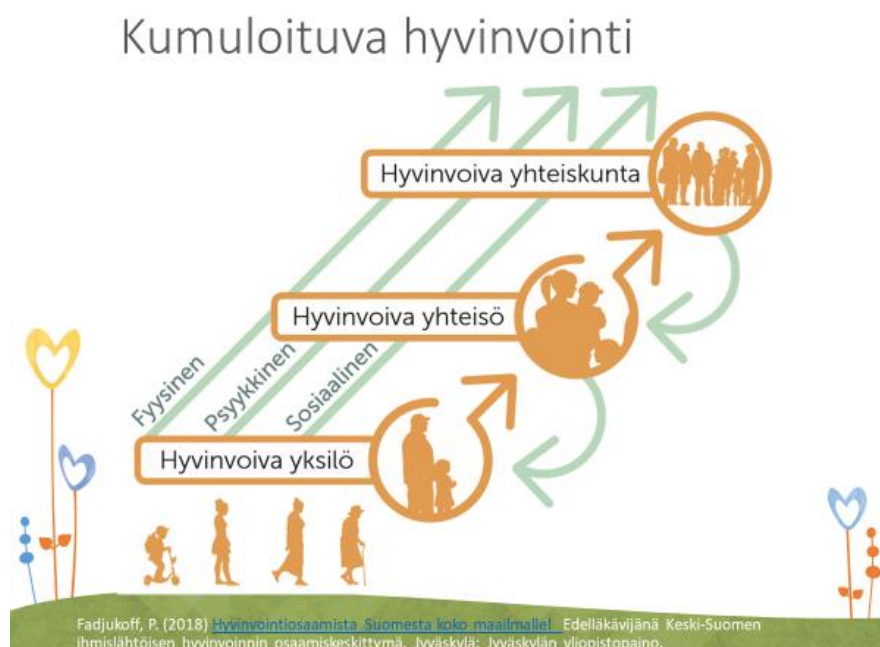 Kumuloituva hyvinvointi
Hyvinvoiva yhteiskunta
Hyvinvoiva yhteisö
Fyysinen
Psyykkinen
Sosiaalinen
Hyvinvoiva yksilö
Fadjukoff, P. (2018) Hyvinvointiosaamista Suomesta koko maailmalle! Edelläkävijänä Keski-Suomen
ihmislähtöisen hyvinvoinnin osaamiskeskittymä. Jyväskylä: Jyväskylän yliopistopaino.